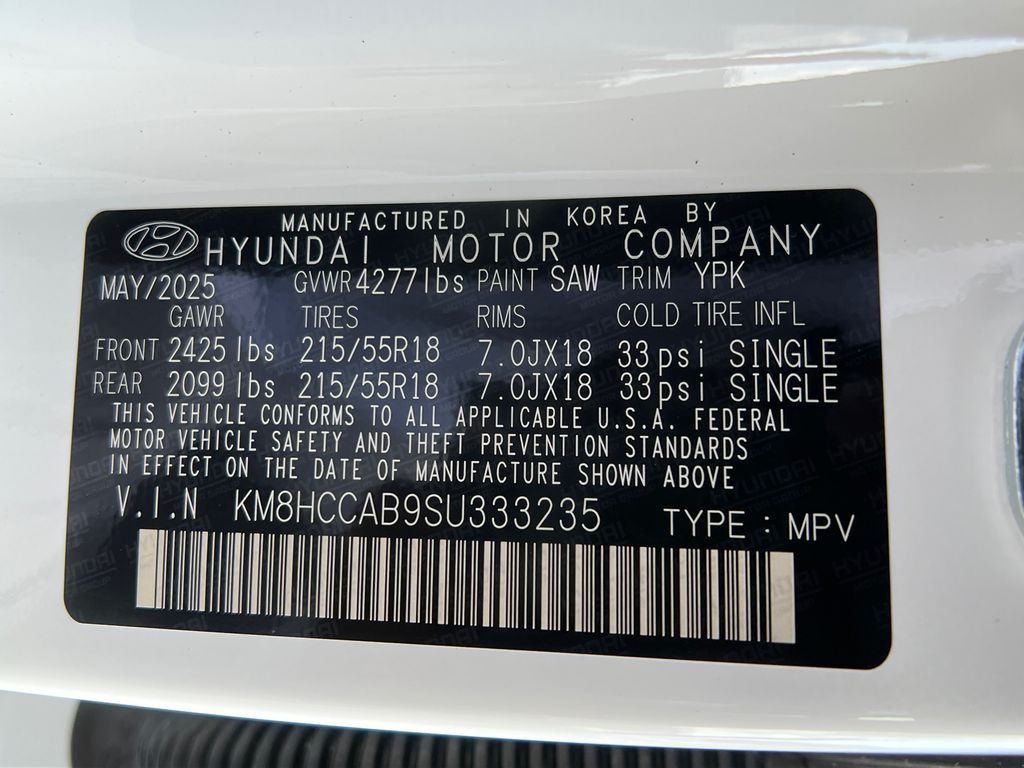 MANUFACTURED IN KOREA BY
HYUNDAI MOTOR COMPANY
MAY/2025 GVWR 4277lbs PAINT SAW TRIM YPK
GAWR TIRES RIMS COLD TIRE INFL
FRONT 2425lbs 215/55R18 7.0JX18 33psi SINGLE
REAR 2099lbs 215/55R18 7.0JX18 33psi SINGLE
THIS VEHICLE CONFORMS TO ALL APPLICABLE U.S.A. FEDERAL
MOTOR VEHICLE SAFETY AND THEFT PREVENTION STANDARDS
IN EFFECT ON THE DATE OF MANUFACTURE SHOWN ABOVE
V.I.N KM8HCCAB9SU333235 TYPE : MPV